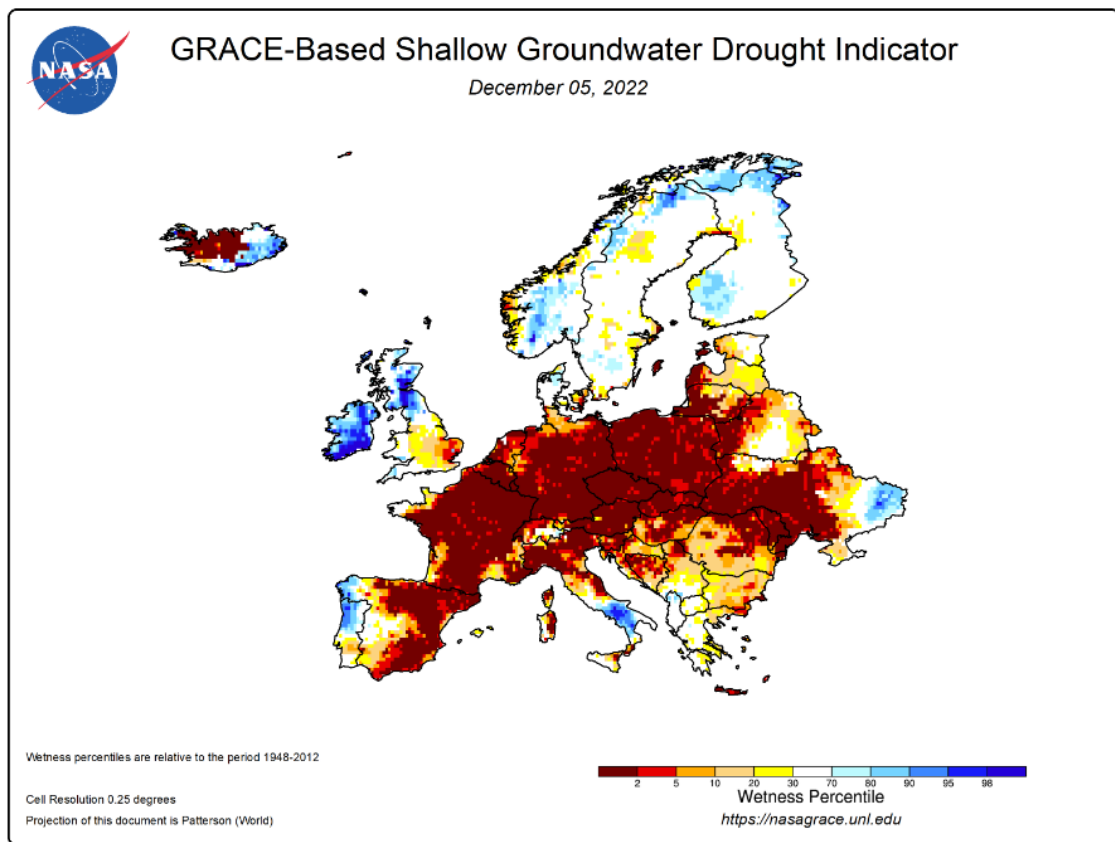 NASA
GRACE-Based Shallow Groundwater Drought Indicator
December 05, 2022
Wetness percentiles are relative to the period 1948-2012
Cell Resolution 0.25 degrees
Projection of this document is Patterson (World)
2 5 10 20 30 70 80 90 95 98
Wetness Percentile
https://nasagrace.unl.edu